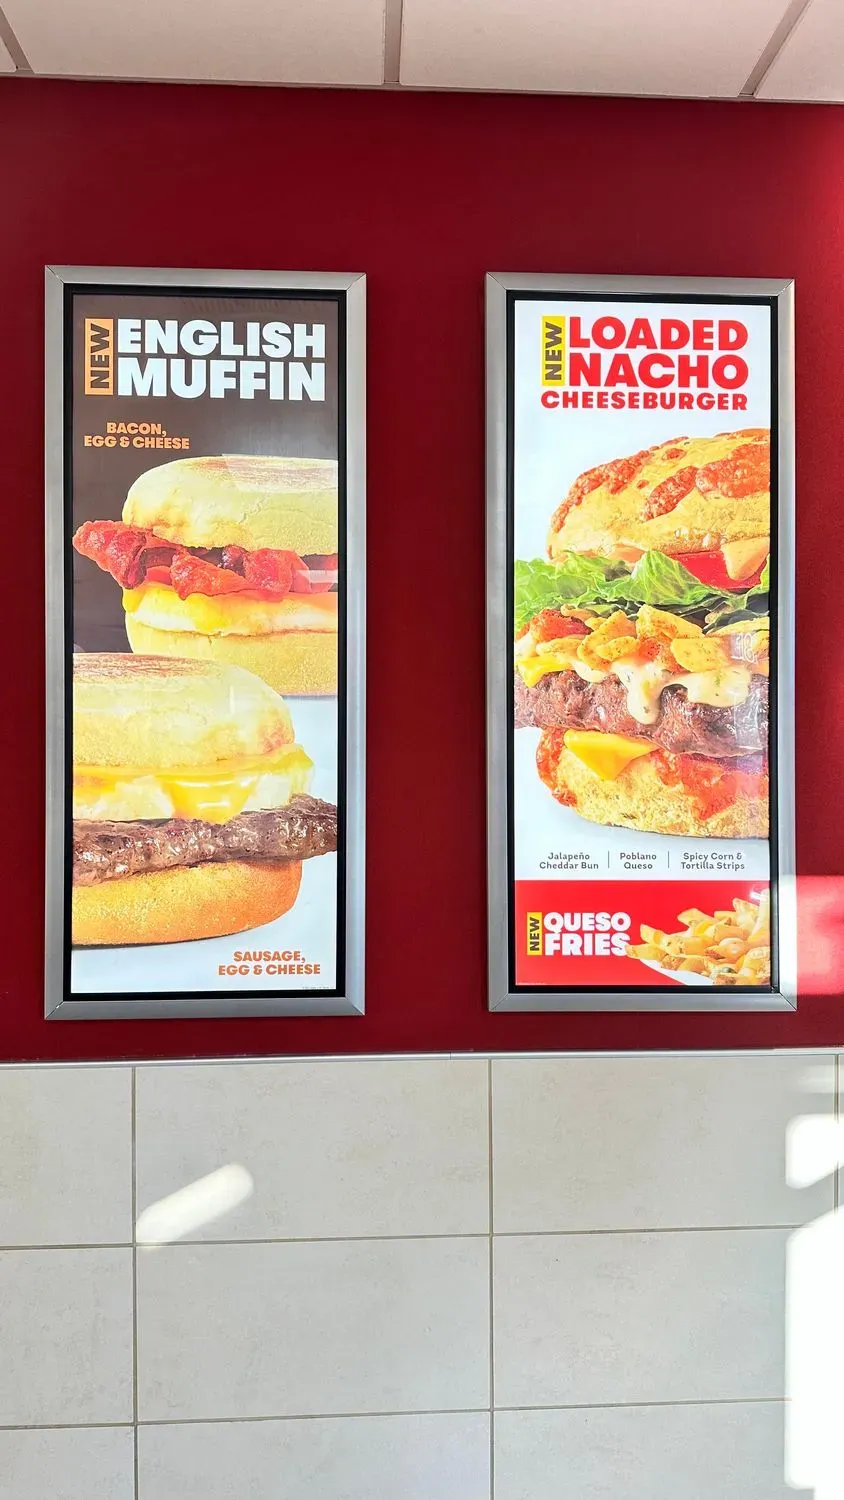 NEW
ENGLISH
MUFFIN
BACON,
EGG & CHEESE
SAUSAGE,
EGG & CHEESE
NEW
LOADED
NACHO
CHEESEBURGER
Jalapeño
Cheddar Bun
Poblano
Queso
Spicy Corn &
Tortilla Strips
NEW
QUESO
FRIES